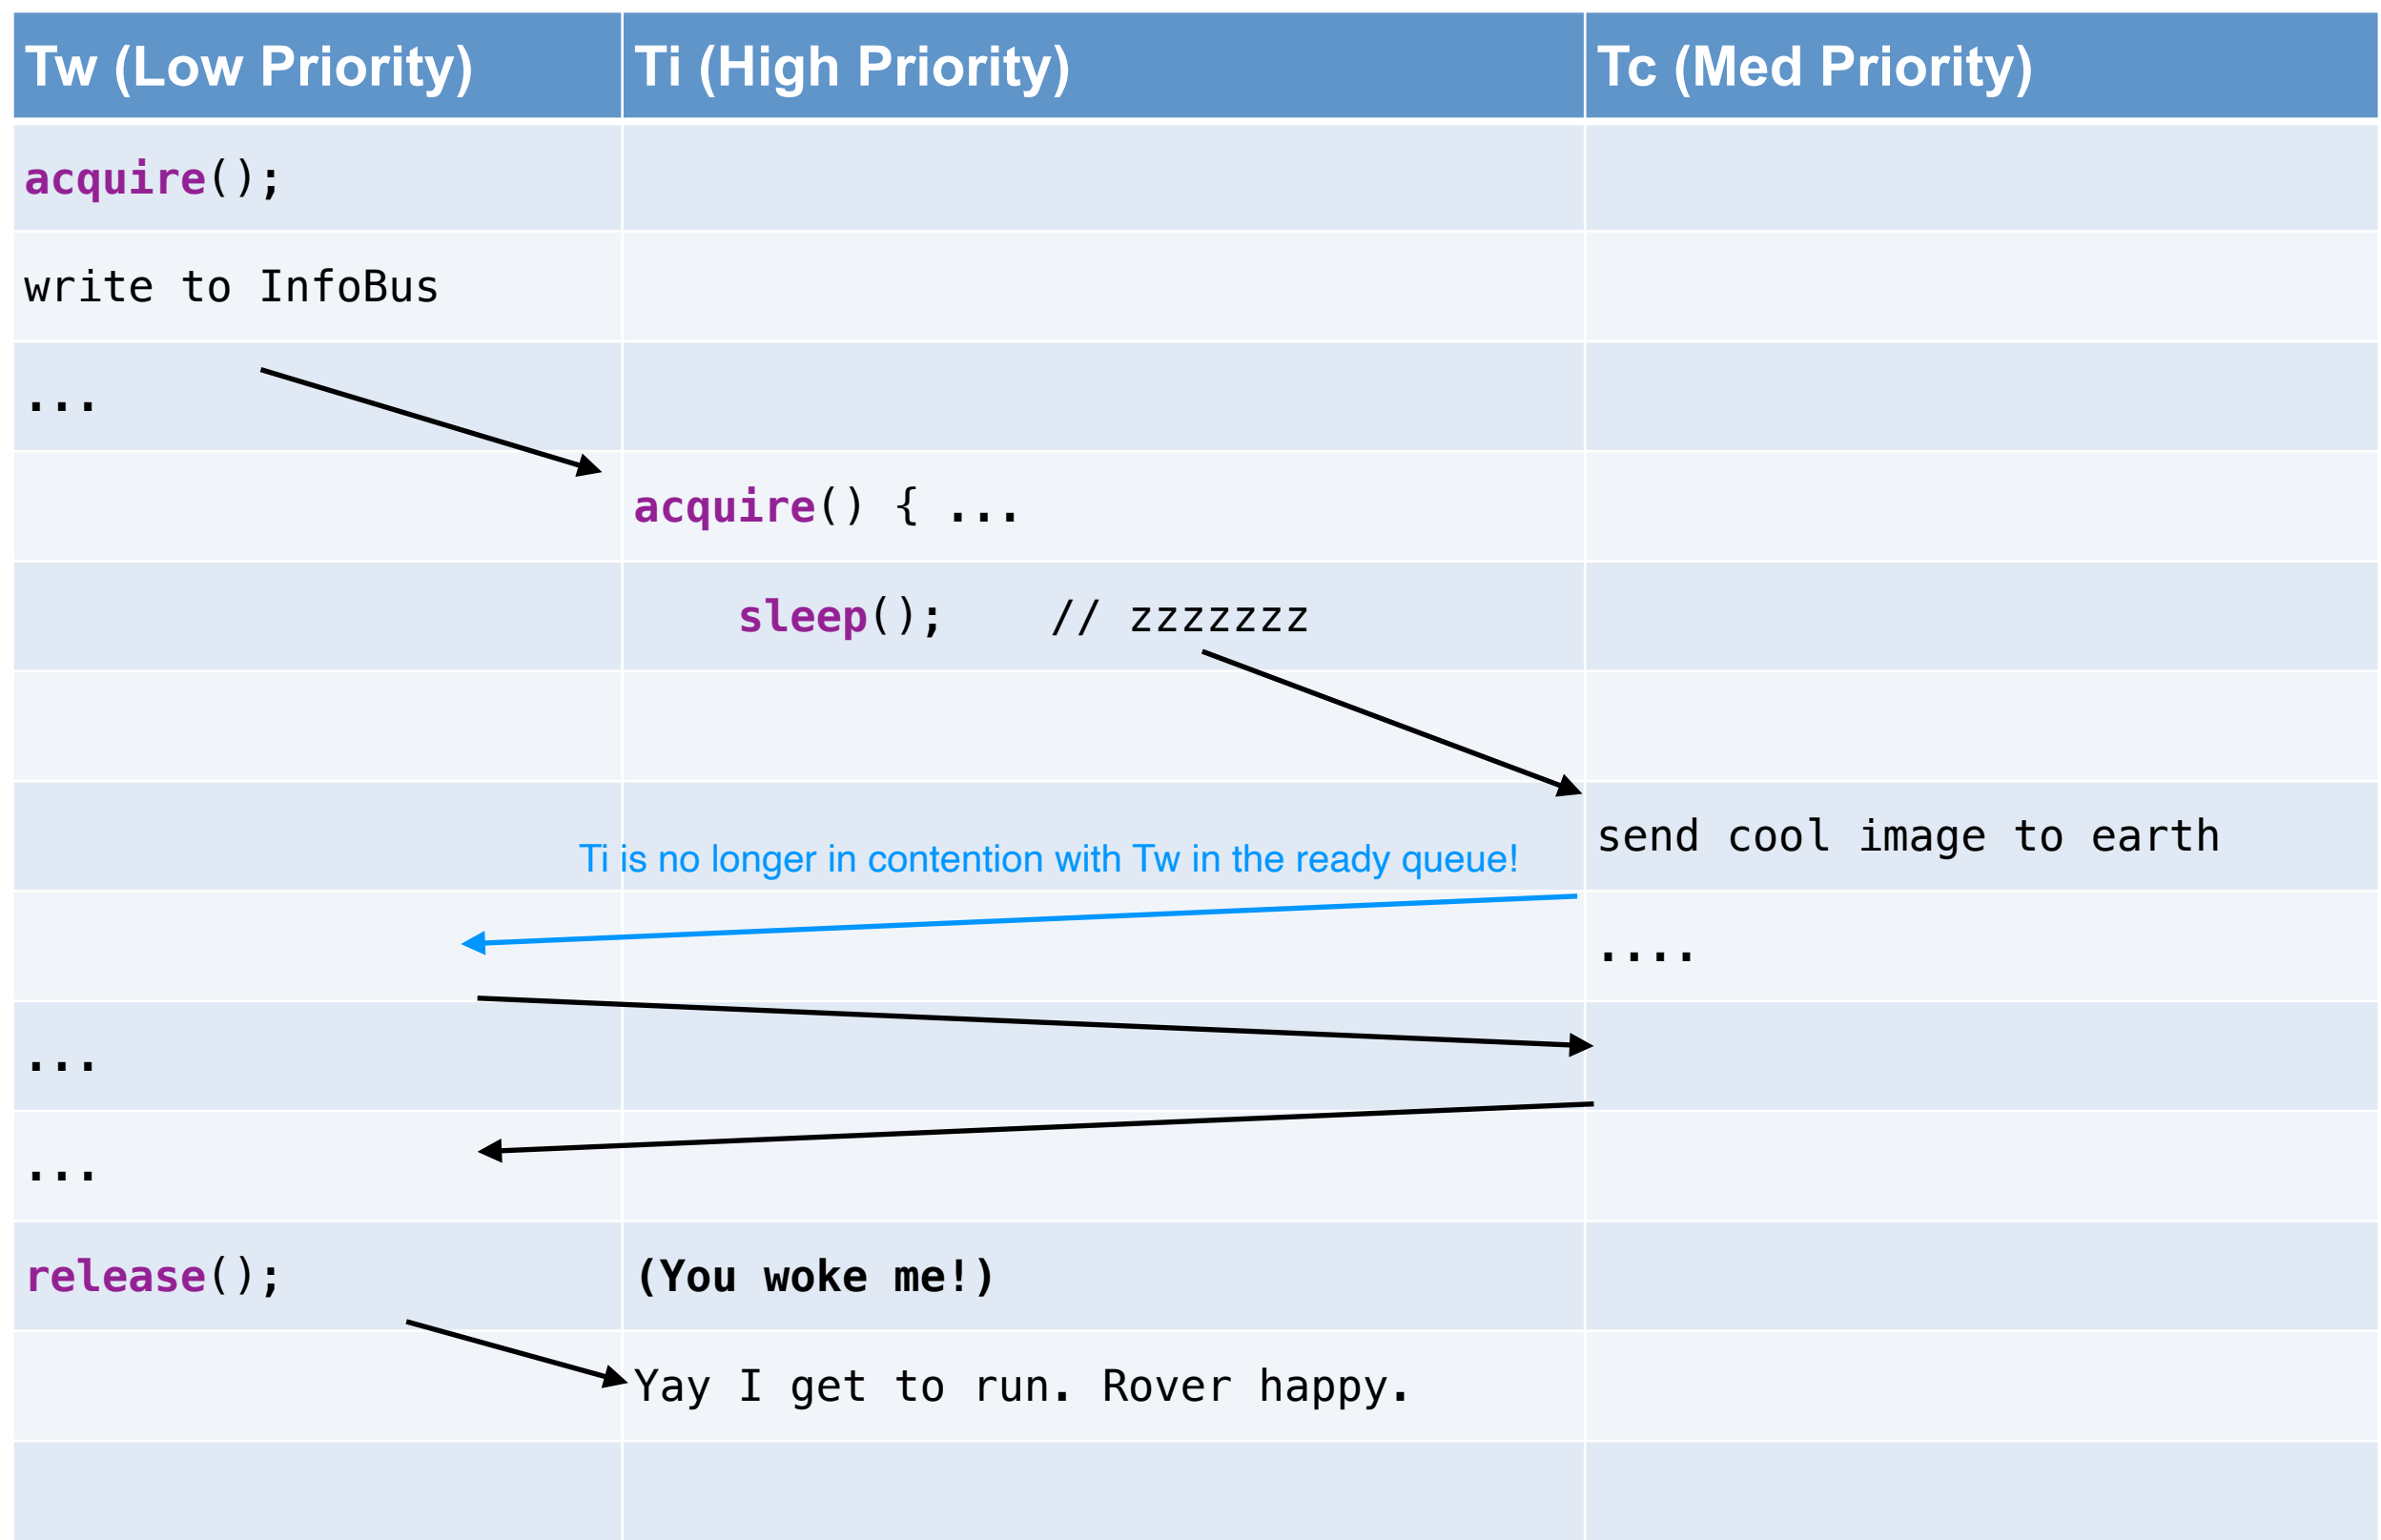 Tw (Low Priority) Ti (High Priority) Tc (Med Priority)
acquire();
write to InfoBus
...
acquire() { ...
sleep(); // zzzzzzz
send cool image to earth
Ti is no longer in contention with Tw in the ready queue!
....
...
...
release(); (You woke me!)
Yay I get to run. Rover happy.